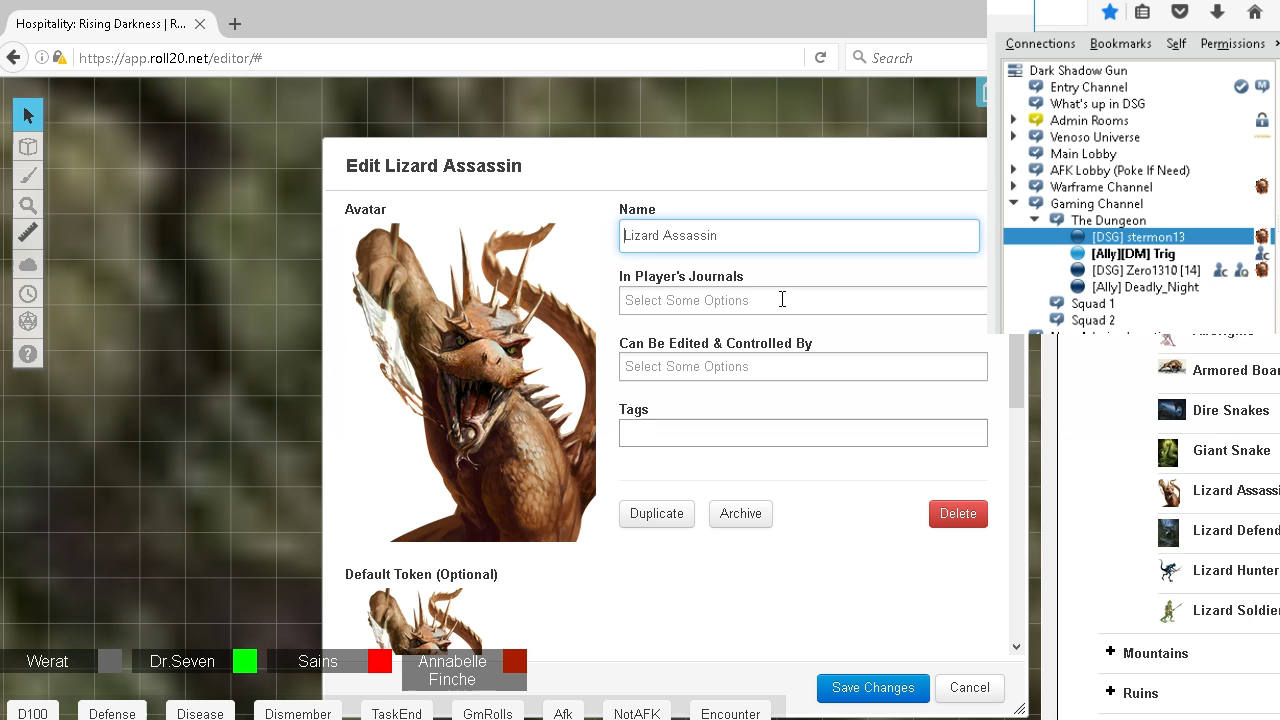 Hospitality: Rising Darkness | R...
https://app.roll20.net/editor/#
Search
Connections Bookmarks Self Permissions
Dark Shadow Gun
Entry Channel
What's up in DSG
Admin Rooms
Venoso Universe
Main Lobby
AFK Lobby (Poke If Need)
Warframe Channel
Gaming Channel
The Dungeon
[DSG] stermon13
[Ally][DM] Trig
[DSG] Zero1310 [14]
[Ally] Deadly_Night
Squad 1
Squad 2
Edit Lizard Assassin
Avatar
Name
Lizard Assassin
In Player's Journals
Select Some Options
Can Be Edited & Controlled By
Select Some Options
Tags
Duplicate
Archive
Delete
Default Token (Optional)
Save Changes
Cancel
Armored Boa
Dire Snakes
Giant Snake
Lizard Assassi
Lizard Defend
Lizard Hunter
Lizard Soldie
Mountains
Ruins
Werat
Dr.Seven
Sains
Annabelle
Finche
D100
Defense
Disease
Dismember
TaskEnd
GmRolls
Afk
NotAFK
Encounter